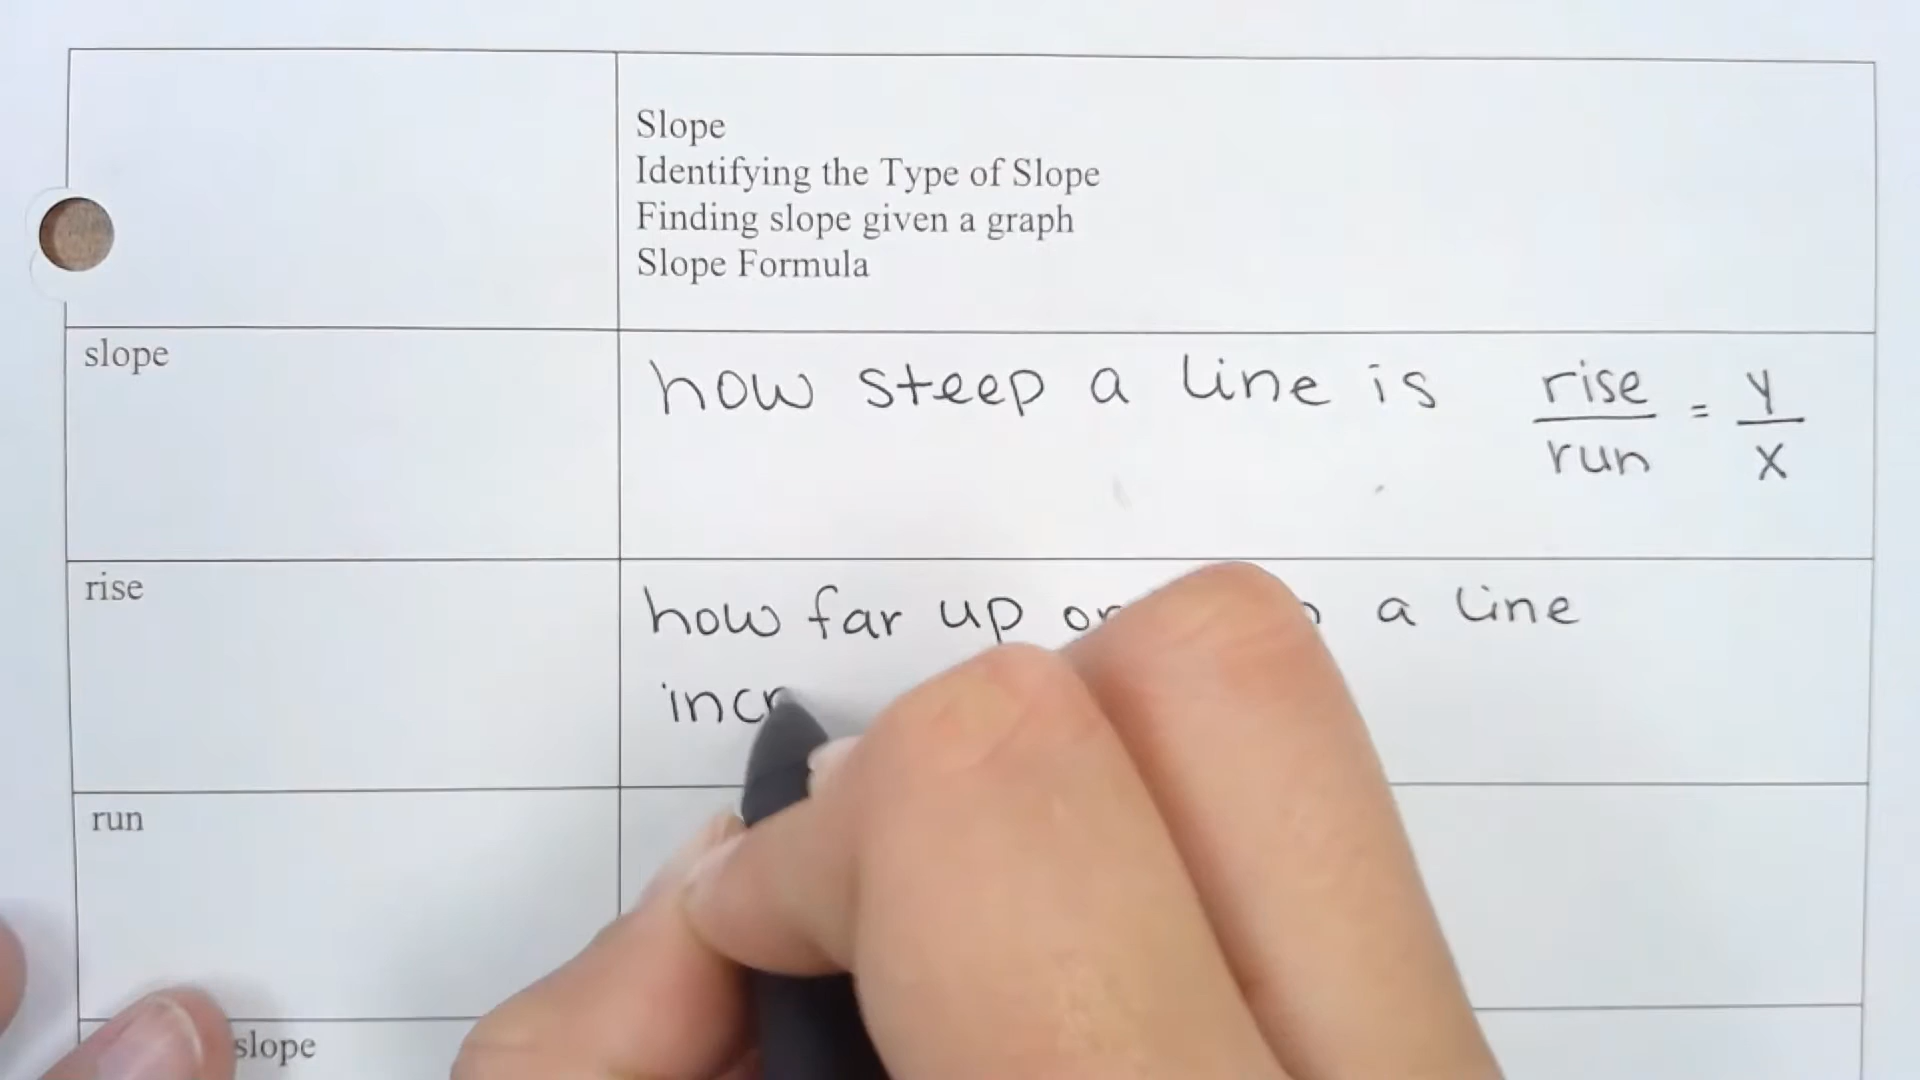 Slope
Identifying the Type of Slope
Finding slope given a graph
Slope Formula
slope
how steep a line is rise/run = y/x
rise
how far up or a line
run
slope